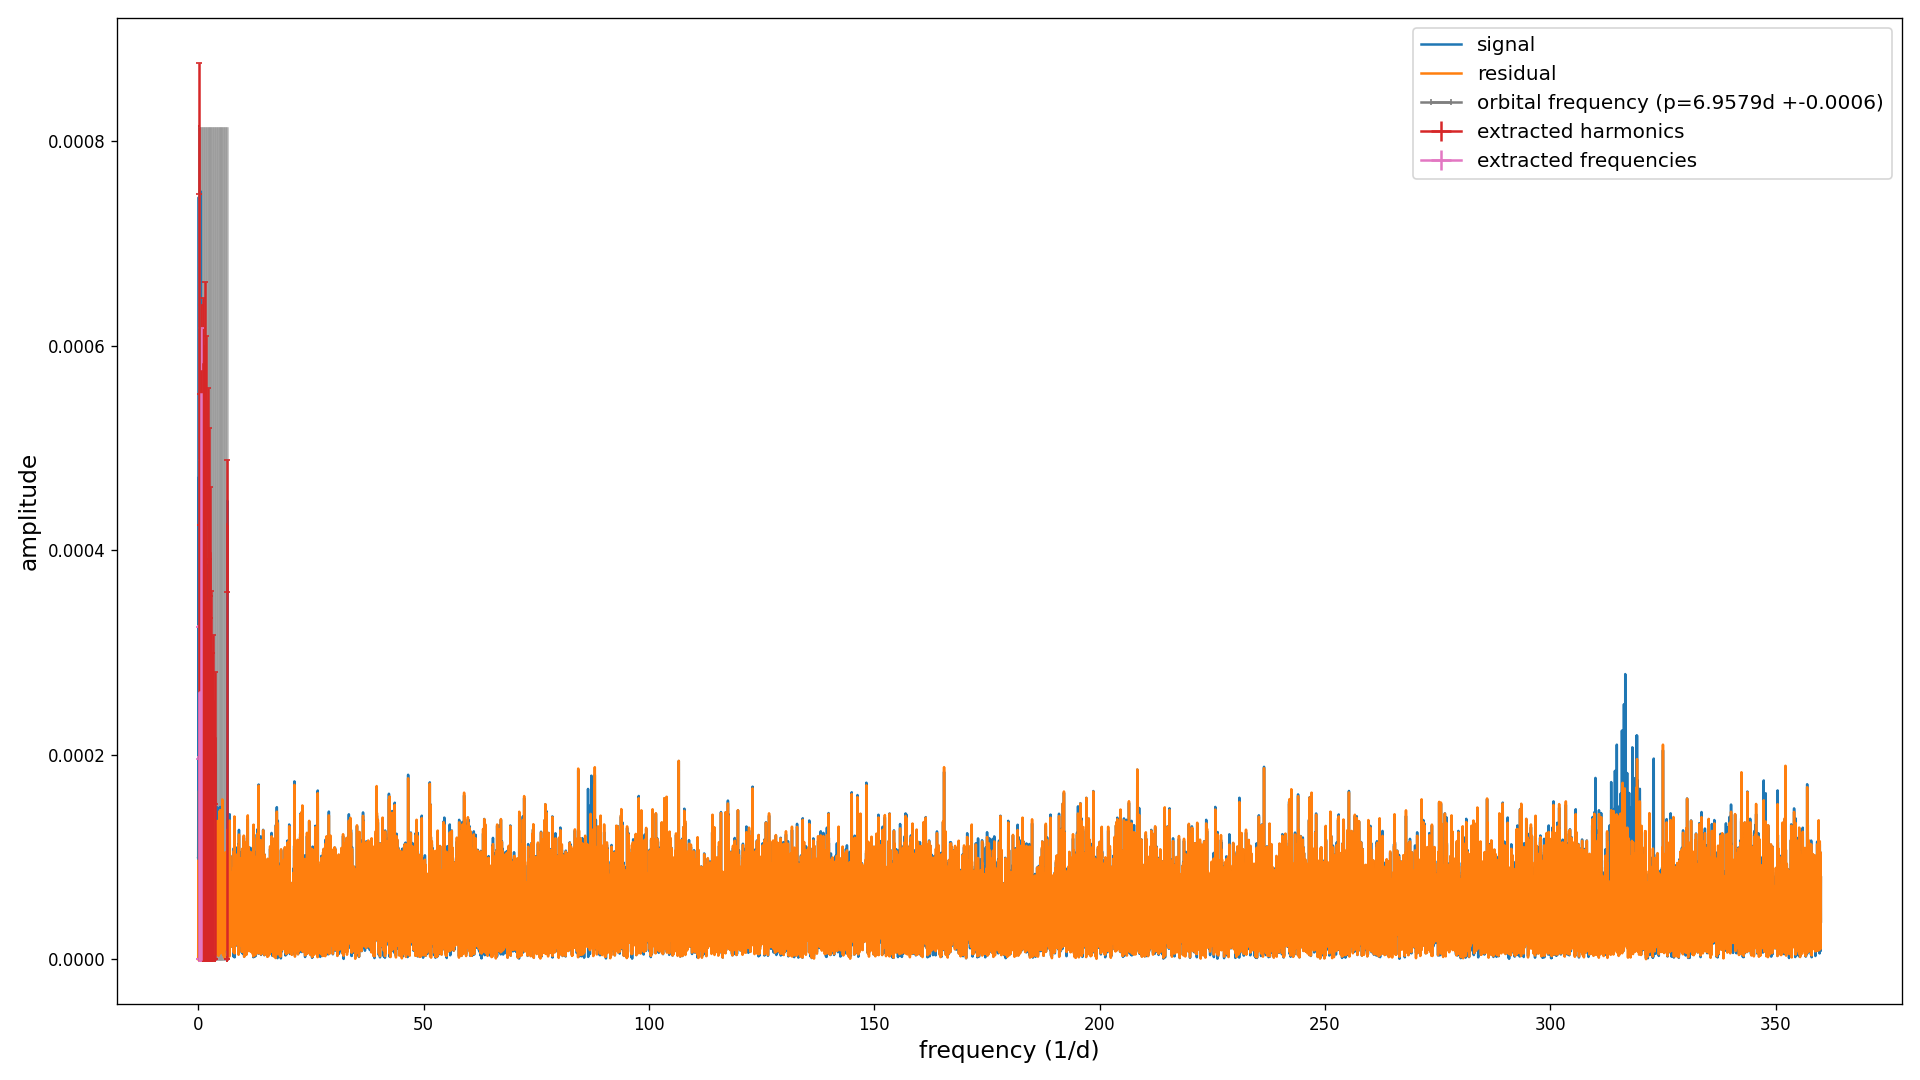 signal
residual
orbital frequency (p=6.9579d +-0.0006)
extracted harmonics
extracted frequencies
0.0008
0.0006
0.0004
0.0002
0.0000
amplitude
0 50 100 150 200 250 300 350
frequency (1/d)